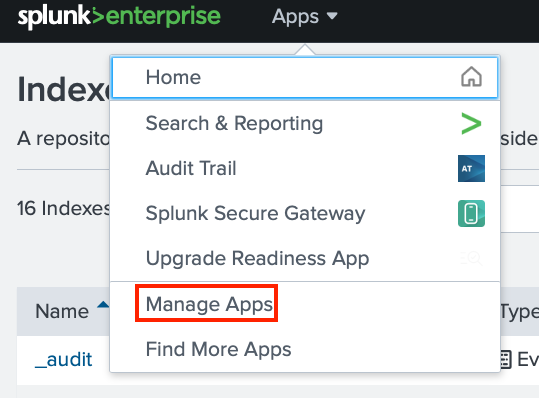 splunk>enterprise Apps
Home
Search & Reporting
Audit Trail AT
Splunk Secure Gateway
Upgrade Readiness App
Manage Apps
Find More Apps
Index
A reposito side
16 Indexes
Name Type
_audit Ev